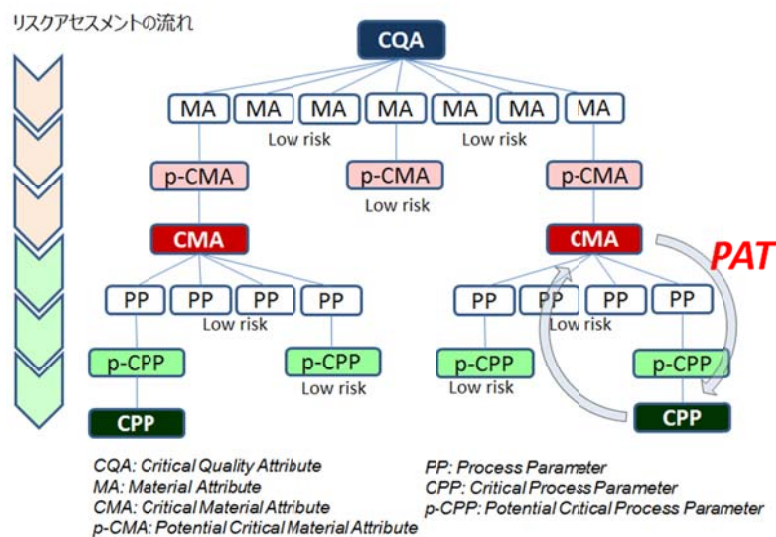 リスクアセスメントの流れ
CQA
MA MA MA MA MA MA MA
Low risk Low risk
p-CMA p-CMA p-CMA
Low risk
CMA CMA
PAT
PP PP PP PP PP PP PP PP
Low risk Low risk
p-CPP p-CPP p-CPP p-CPP
Low risk Low risk
CPP CPP
CQA: Critical Quality Attribute
MA: Material Attribute
CMA: Critical Material Attribute
p-CMA: Potential Critical Material Attribute
PP: Process Parameter
CPP: Critical Process Parameter
p-CPP: Potential Critical Process Parameter